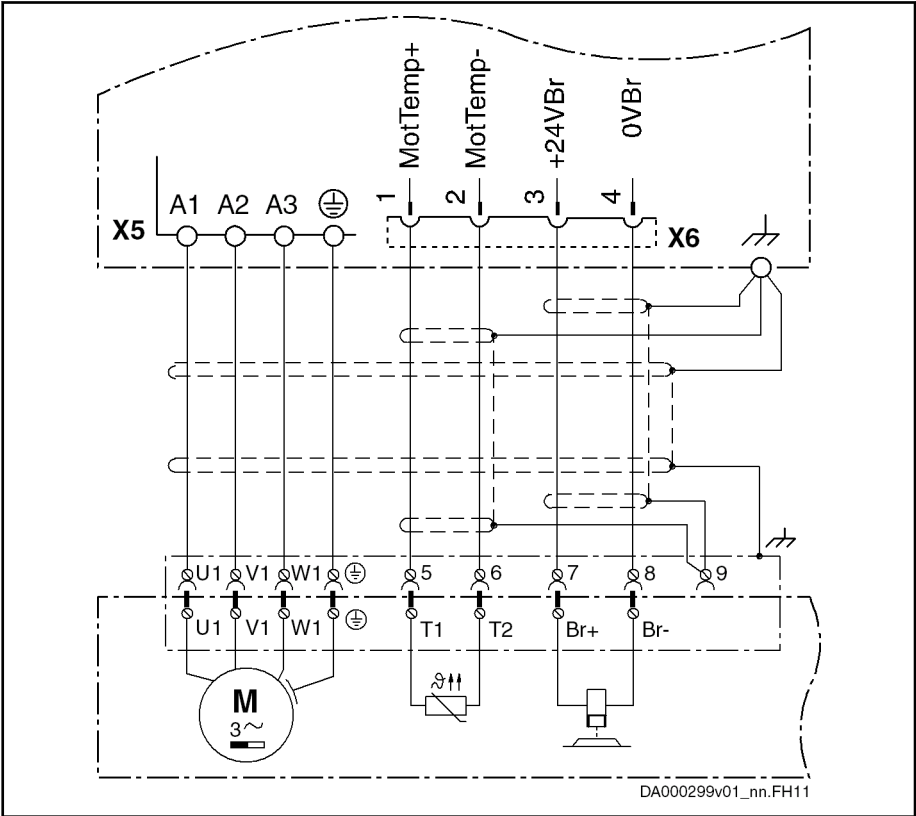 MotTemp+
MotTemp-
+24VBr
0VBr
1
2
3
4
A1 A2 A3
X5
X6
U1 V1 W1 5 6 7 8 9
U1 V1 W1 T1 T2 Br+ Br-
ϑ
M
3~
DA000299v01_nn.FH11